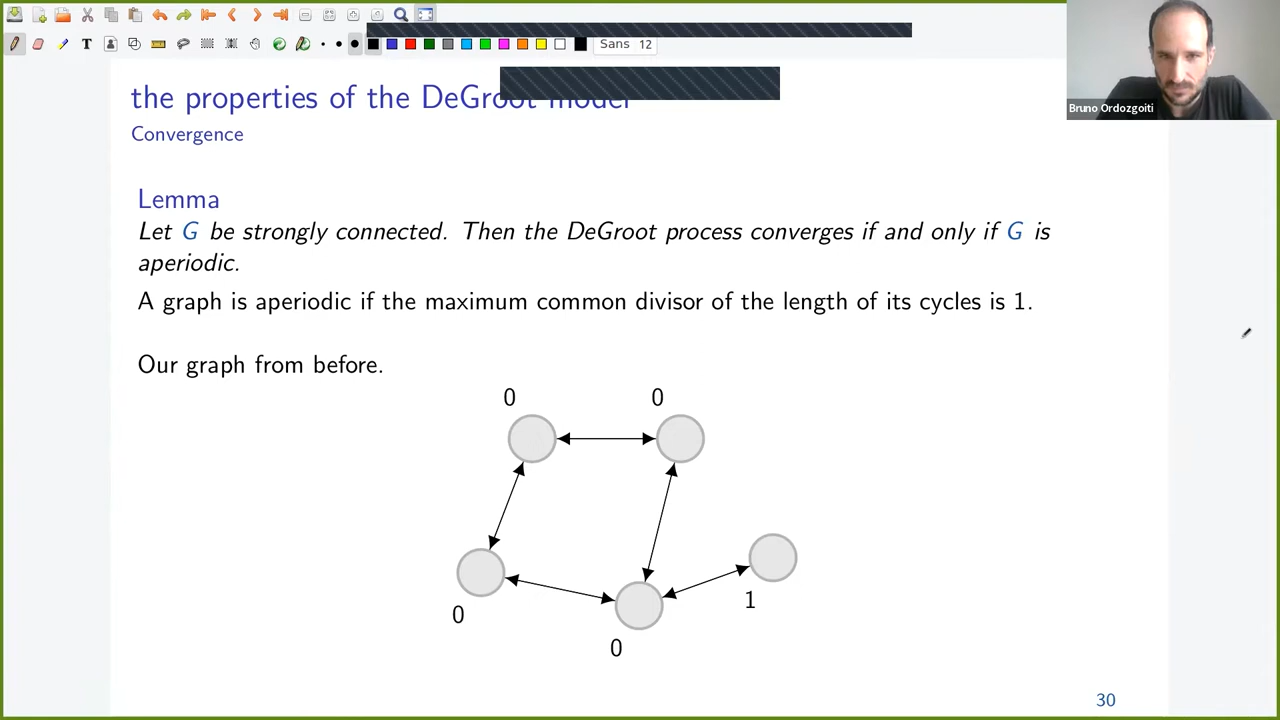 Sans 12
the properties of the DeGroot model
Convergence
Bruno Ordozgoiti
Lemma
Let G be strongly connected. Then the DeGroot process converges if and only if G is
aperiodic.
A graph is aperiodic if the maximum common divisor of the length of its cycles is 1.
Our graph from before.
0 0
1
0
0
30